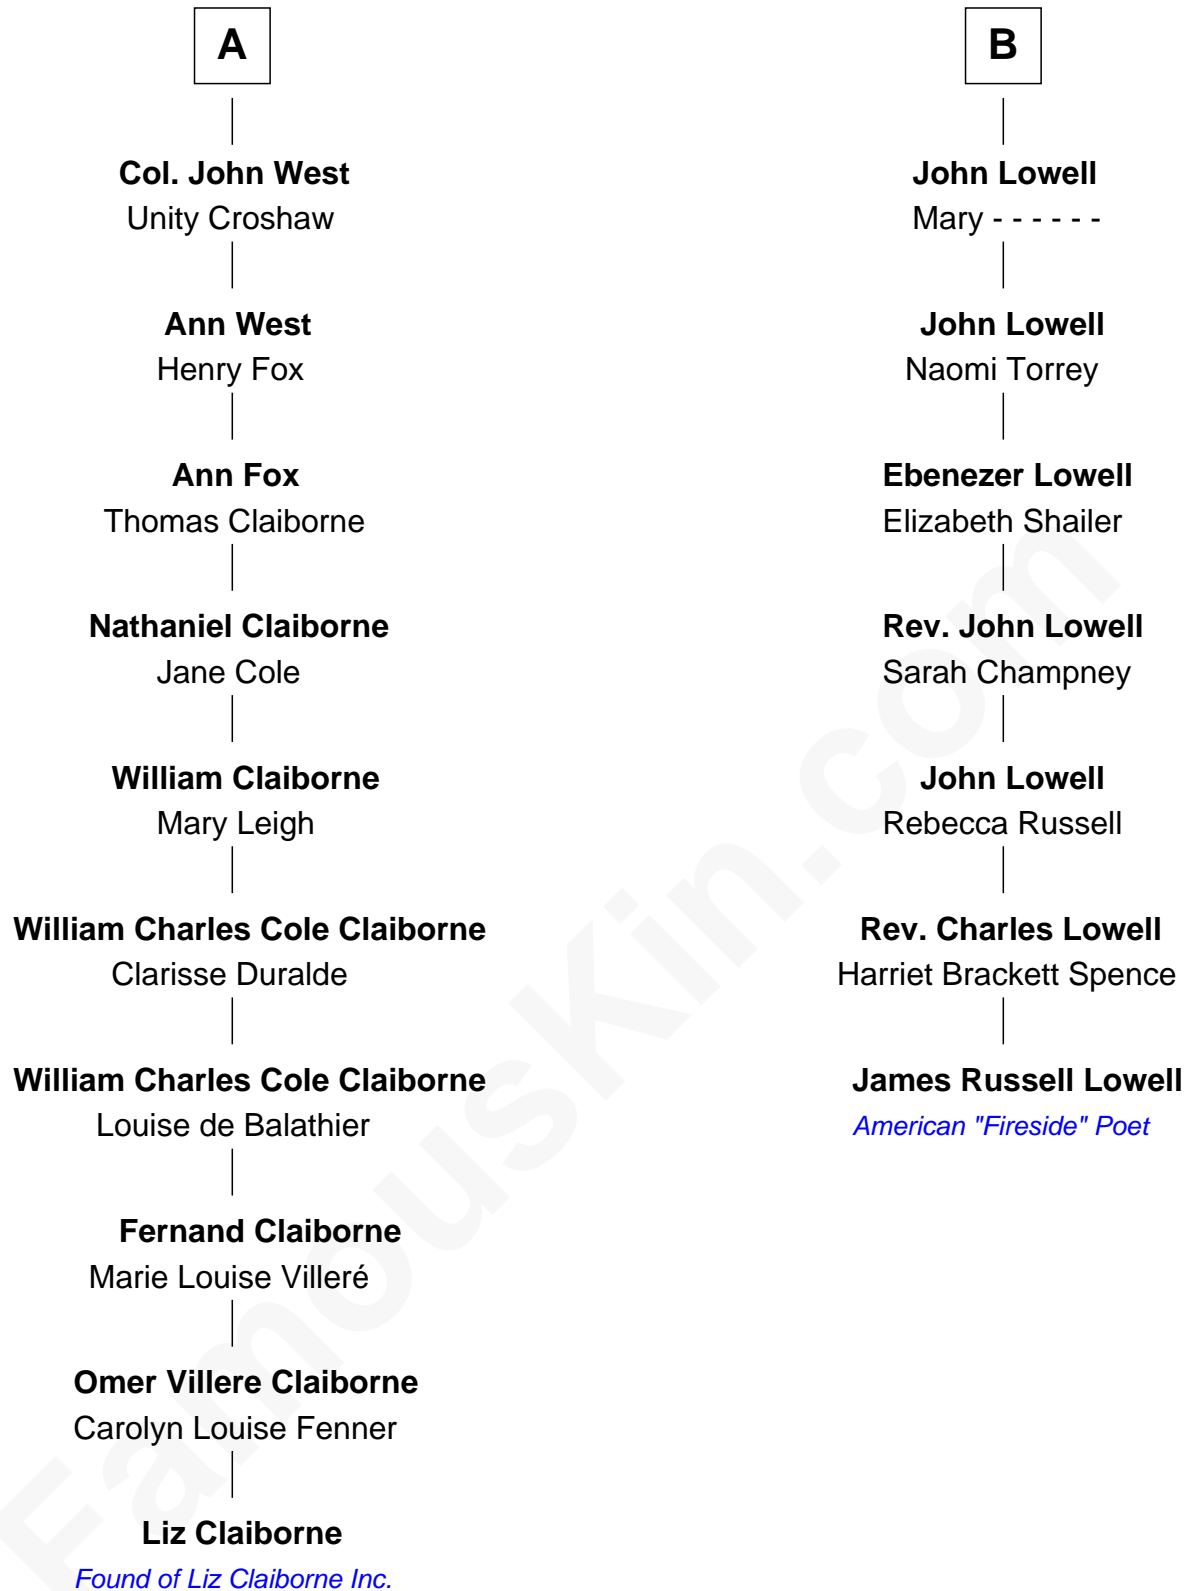 A
Col. John West
Unity Croshaw
Ann West
Henry Fox
Ann Fox
Thomas Claiborne
Nathaniel Claiborne
Jane Cole
William Claiborne
Mary Leigh
William Charles Cole Claiborne
Clarisse Duralde
William Charles Cole Claiborne
Louise de Balathier
Fernand Claiborne
Marie Louise Villeré
Omer Villere Claiborne
Carolyn Louise Fenner
Liz Claiborne
Found of Liz Claiborne Inc.
B
John Lowell
Mary - - - - - -
John Lowell
Naomi Torrey
Ebenezer Lowell
Elizabeth Shailer
Rev. John Lowell
Sarah Champney
John Lowell
Rebecca Russell
Rev. Charles Lowell
Harriet Brackett Spence
James Russell Lowell
American "Fireside" Poet
FamousKin.com